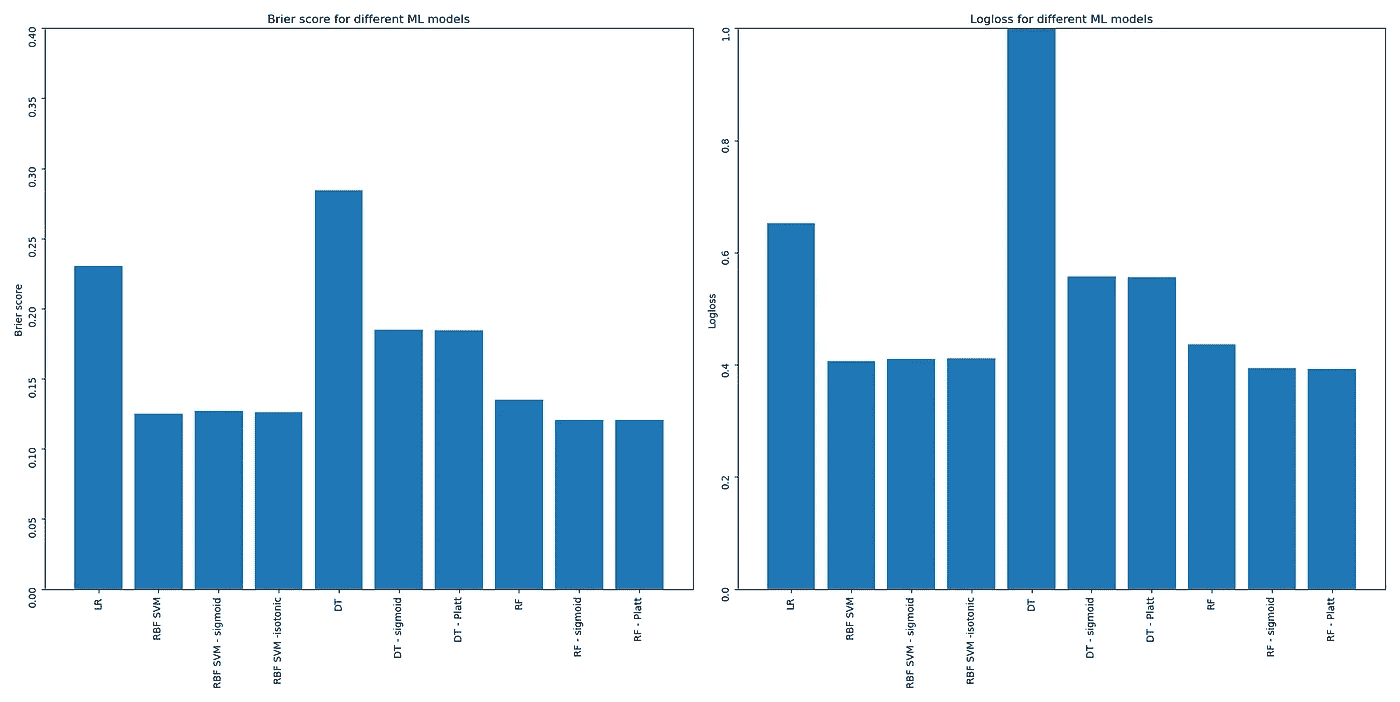 Brier score for different ML models
Brier score
0.40
0.35
0.30
0.25
0.20
0.15
0.10
0.05
0.00
LR
RBF SVM
RBF SVM - sigmoid
RBF SVM -isotonic
DT
DT - sigmoid
DT - Platt
RF
RF - sigmoid
RF - Platt
Logloss for different ML models
Logloss
1.0
0.8
0.6
0.4
0.2
0.0
LR
RBF SVM
RBF SVM - sigmoid
RBF SVM -isotonic
DT
DT - sigmoid
DT - Platt
RF
RF - sigmoid
RF - Platt